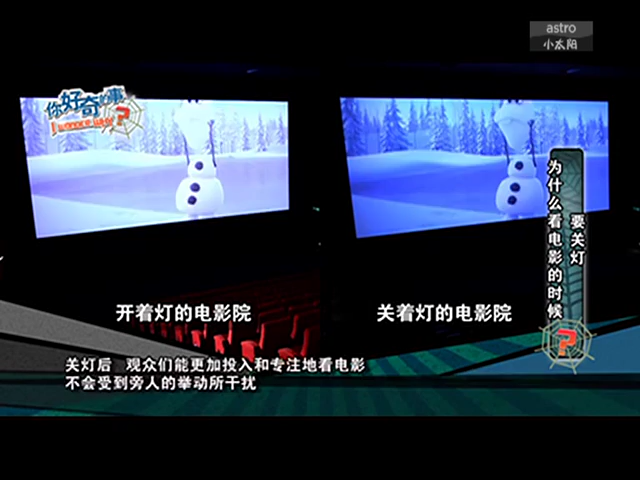 astro
小太阳
你好奇的事
开着灯的电影院
关着灯的电影院
为什么看电影的时候
要关灯
?
关灯后 观众们能更加投入和专注地看电影
不会受到旁人的举动所干扰